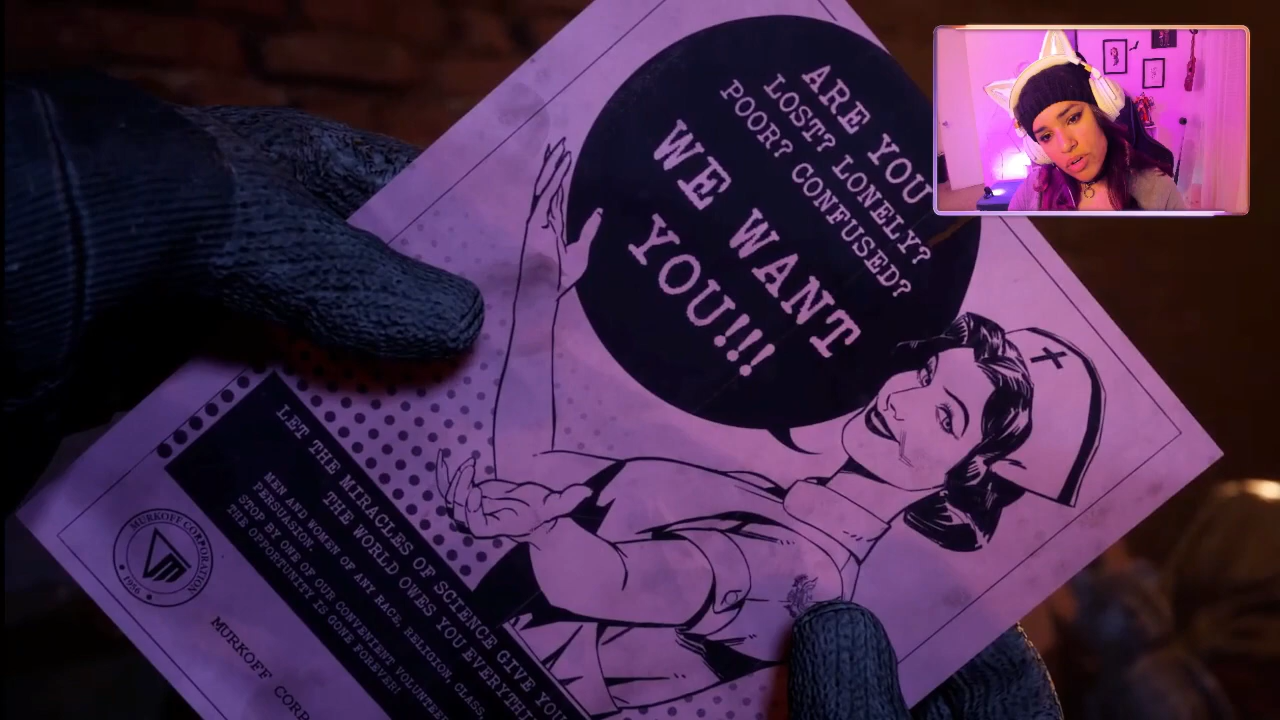 ARE YOU
LOST? LONELY?
POOR? CONFUSED?
WE WANT
YOU!!!
LET THE MIRACLES OF SCIENCE GIVE YOU
THE WORLD OWES YOU EVERYTHI
MEN AND WOMEN OF ANY RACE, RELIGION, CLASS,
PERSUASION.
STOP BY ONE OF OUR CONVENIENT VOLUNTEE
THE OPPORTUNITY IS GONE FOREVER!
MURKOFF CORPORATION
1956
MURKOFF CORP